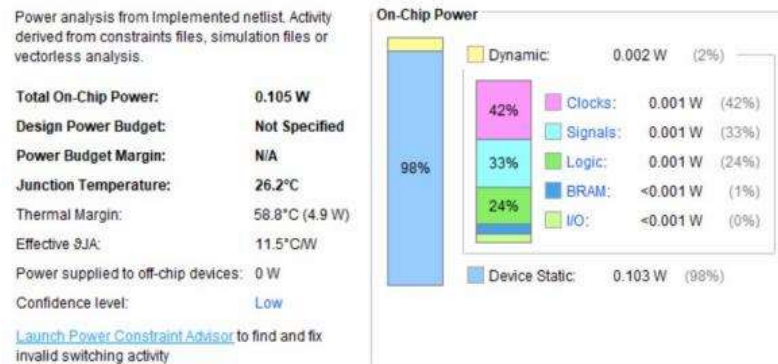 Power analysis from Implemented netlist. Activity
derived from constraints files, simulation files or
vectorless analysis.
Total On-Chip Power: 0.105 W
Design Power Budget: Not Specified
Power Budget Margin: N/A
Junction Temperature: 26.2°C
Thermal Margin: 58.8°C (4.9 W)
Effective ϑJA: 11.5°C/W
Power supplied to off-chip devices: 0 W
Confidence level: Low
Launch Power Constraint Advisor to find and fix
invalid switching activity
On-Chip Power
Dynamic: 0.002 W (2%)
42% Clocks: 0.001 W (42%)
Signals: 0.001 W (33%)
98% 33% Logic: 0.001 W (24%)
24% BRAM: <0.001 W (1%)
I/O: <0.001 W (0%)
Device Static: 0.103 W (98%)